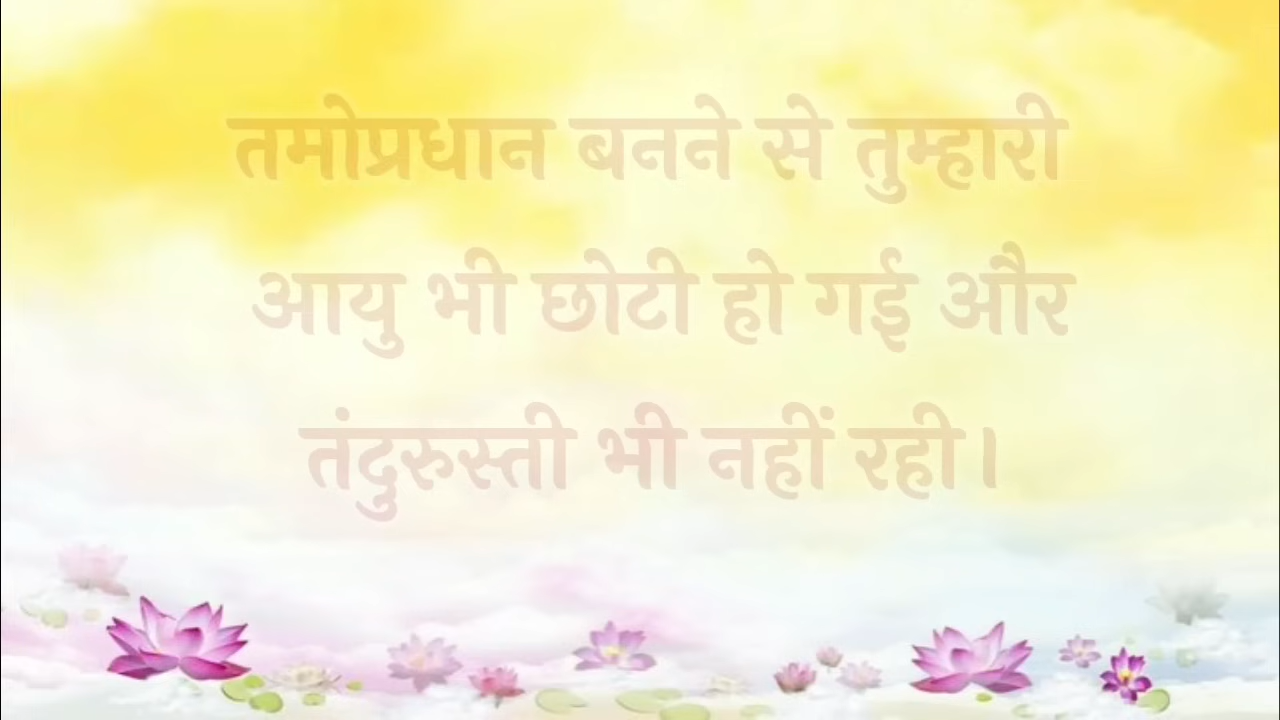 तमोप्रधान बनने से तुम्हारी
आयु भी छोटी हो गई और
तंदुरुस्ती भी नहीं रही।